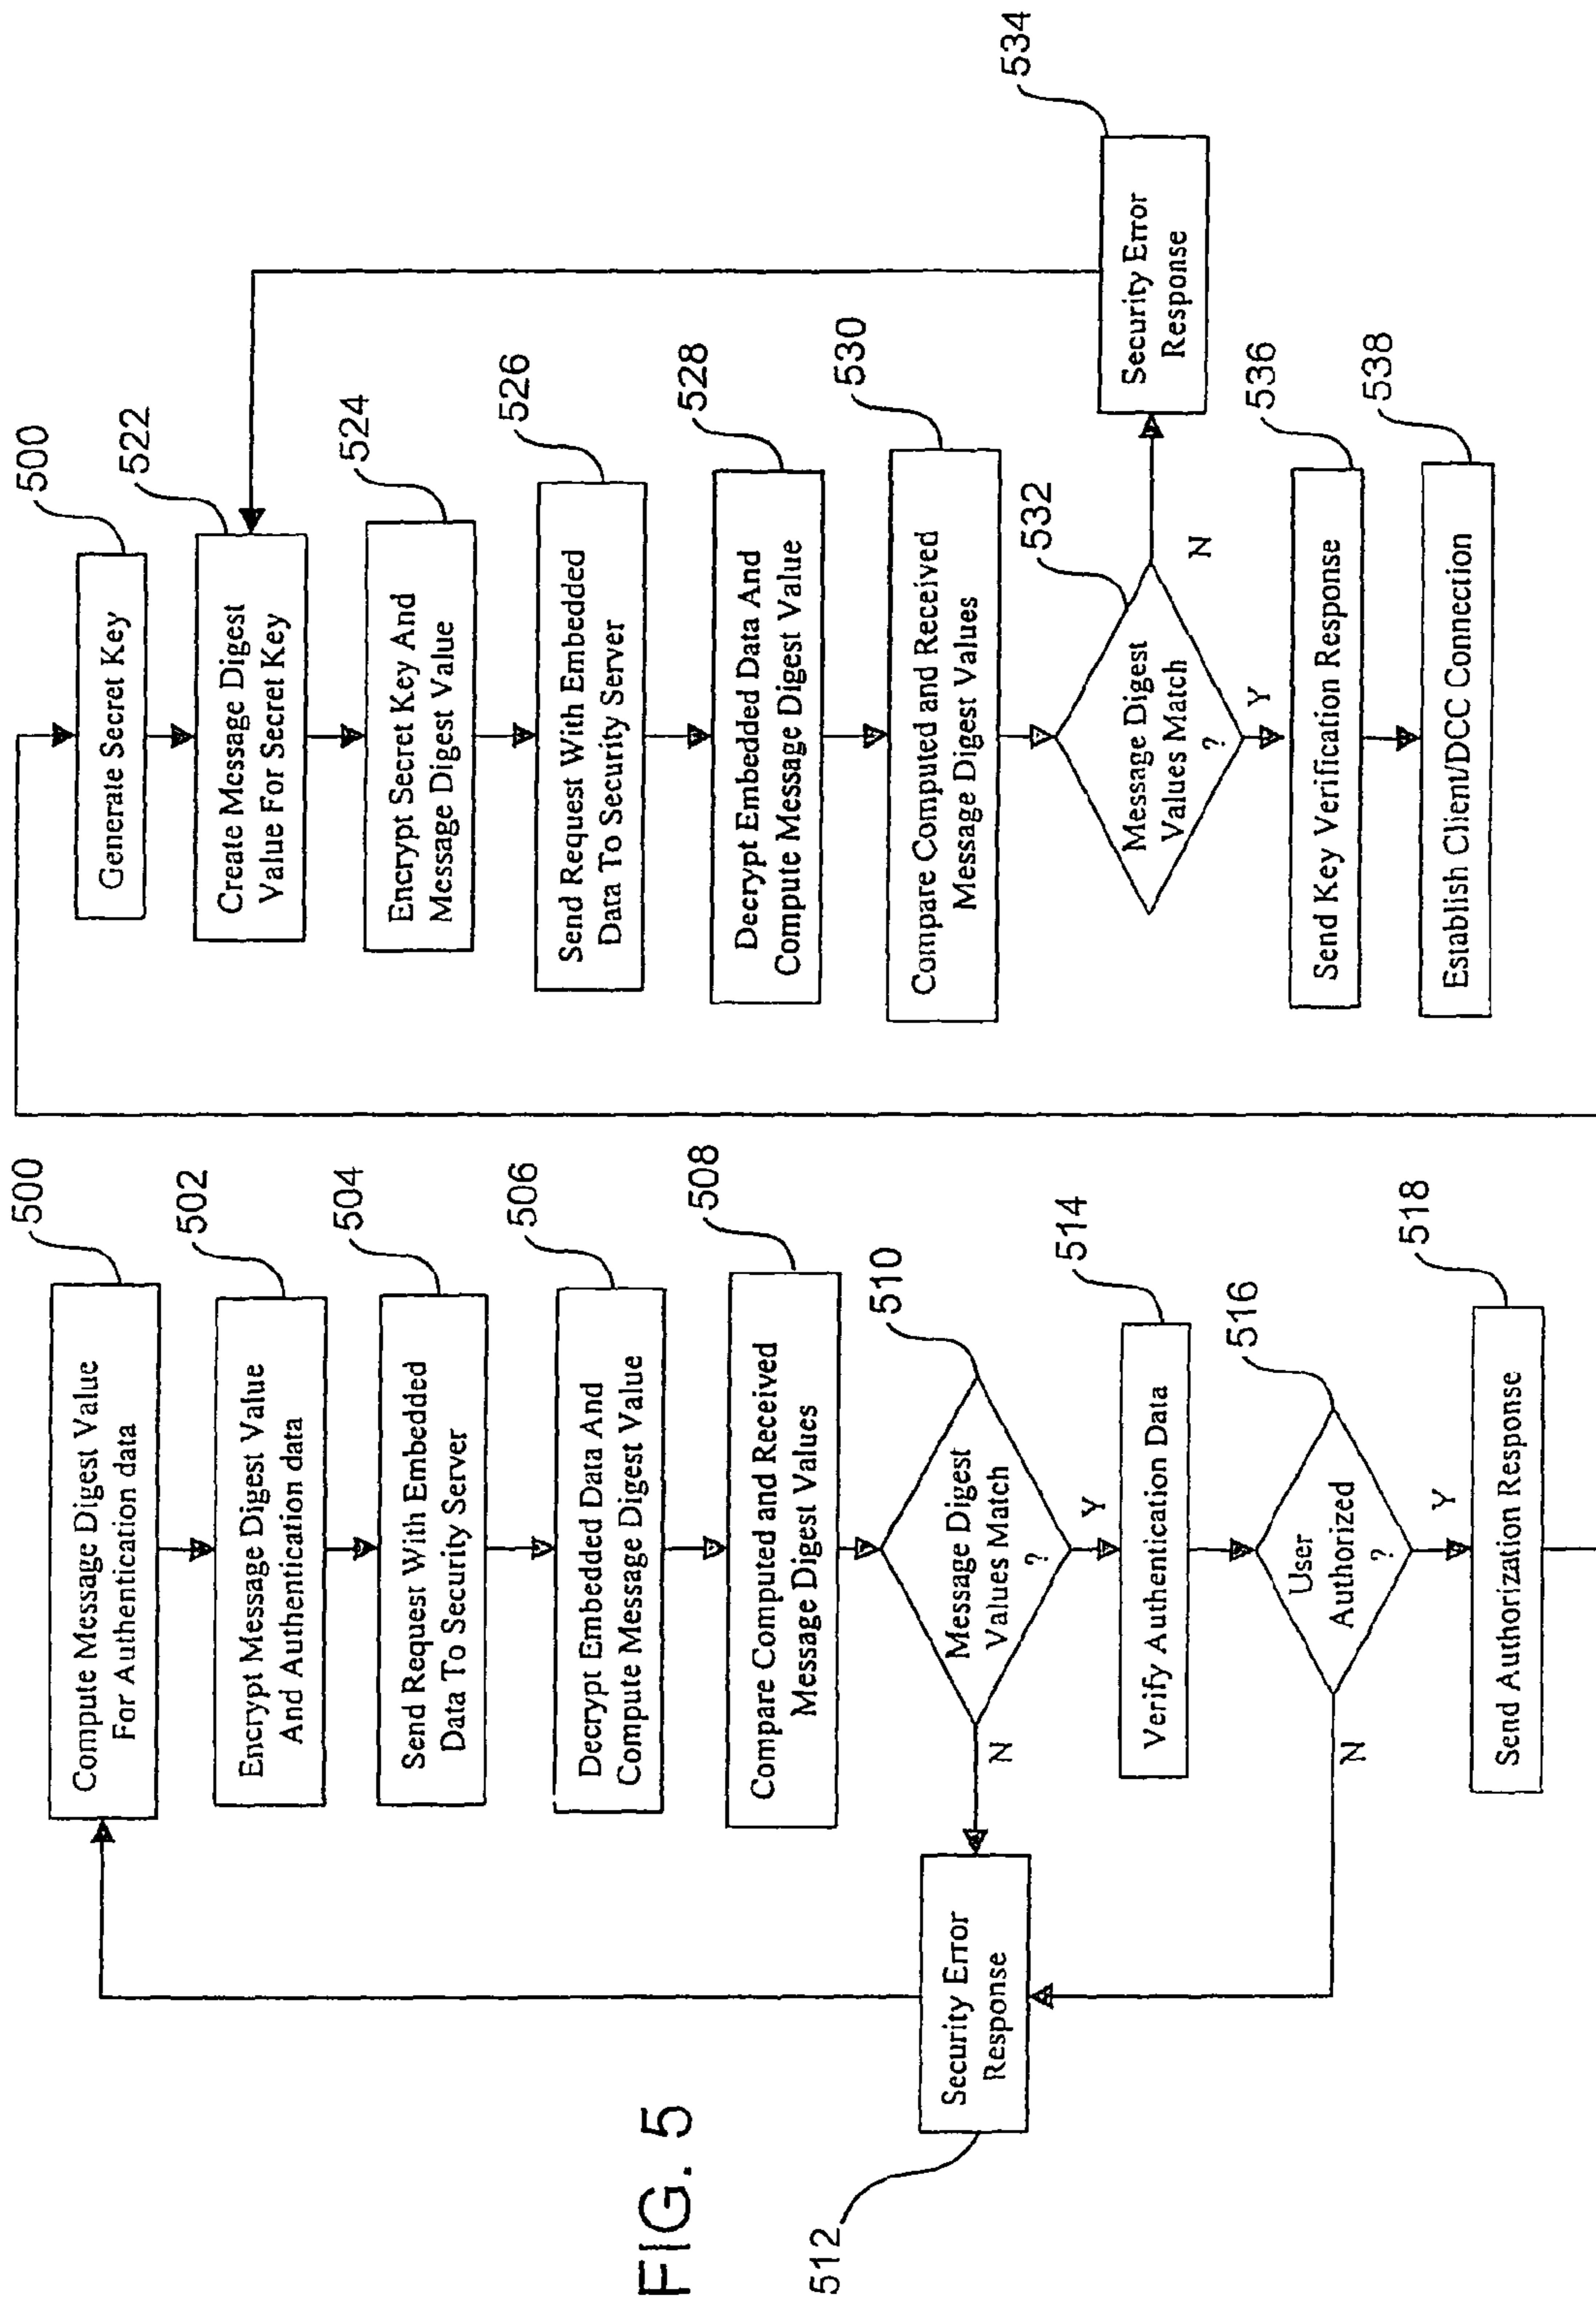 500
Compute Message Digest Value
For Authentication data
502
Encrypt Message Digest Value
And Authentication data
504
Send Request With Embedded
Data To Security Server
506
Decrypt Embedded Data And
Compute Message Digest Value
508
Compare Computed and Received
Message Digest Values
510
Message Digest
Values Match
?
N
Y
512
Security Error
Response
514
Verify Authentication Data
516
User
Authorized
?
N
Y
518
Send Authorization Response
500
Generate Secret Key
522
Create Message Digest
Value For Secret Key
524
Encrypt Secret Key And
Message Digest Value
526
Send Request With Embedded
Data To Security Server
528
Decrypt Embedded Data And
Compute Message Digest Value
530
Compare Computed and Received
Message Digest Values
532
Message Digest
Values Match
?
N
Y
534
Security Error
Response
536
Send Key Verification Response
538
Establish Client/DCC Connection
FIG. 5